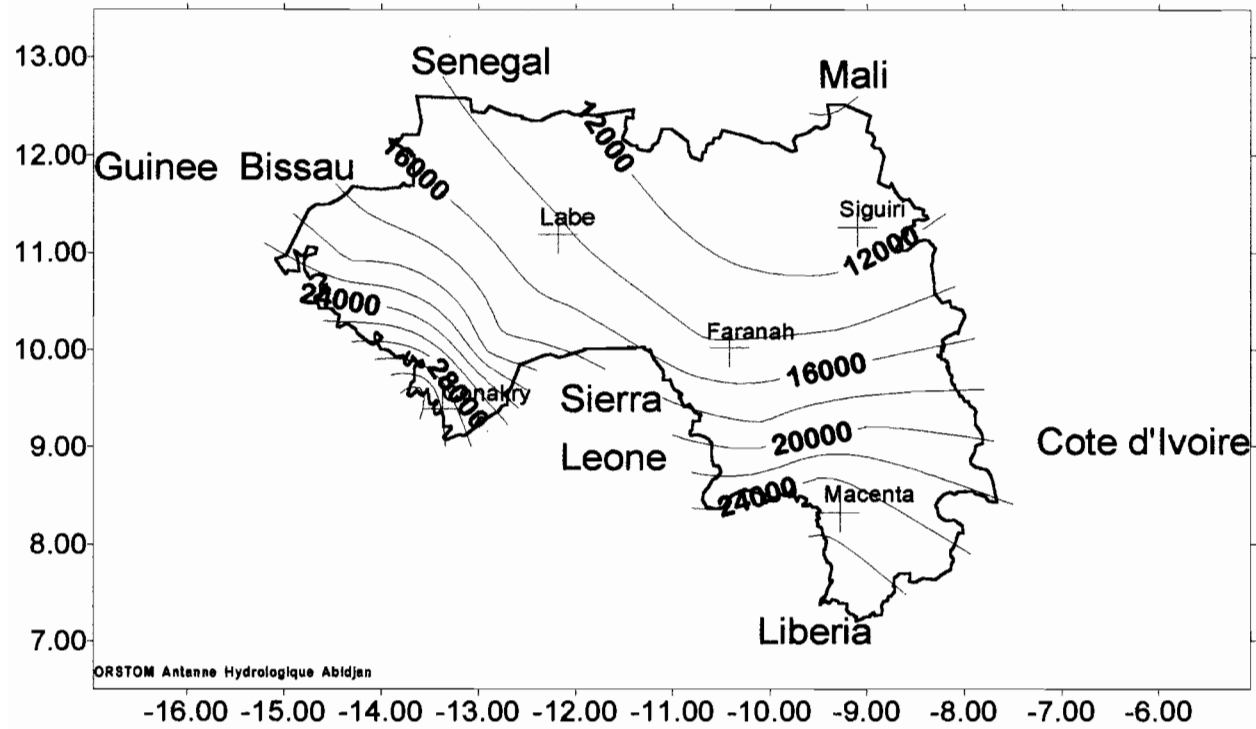 13.00
Senegal
Mali
12000
12.00
Guinee Bissau
16000
Siguiri
Labe
11.00
12000
24000
Faranah
10.00
16000
28000
Conakry
Sierra
Leone
9.00
20000
Cote d'Ivoire
24000
Macenta
8.00
7.00
Liberia
ORSTOM Antanne Hydrologique Abidjan
-16.00 -15.00 -14.00 -13.00 -12.00 -11.00 -10.00 -9.00 -8.00 -7.00 -6.00